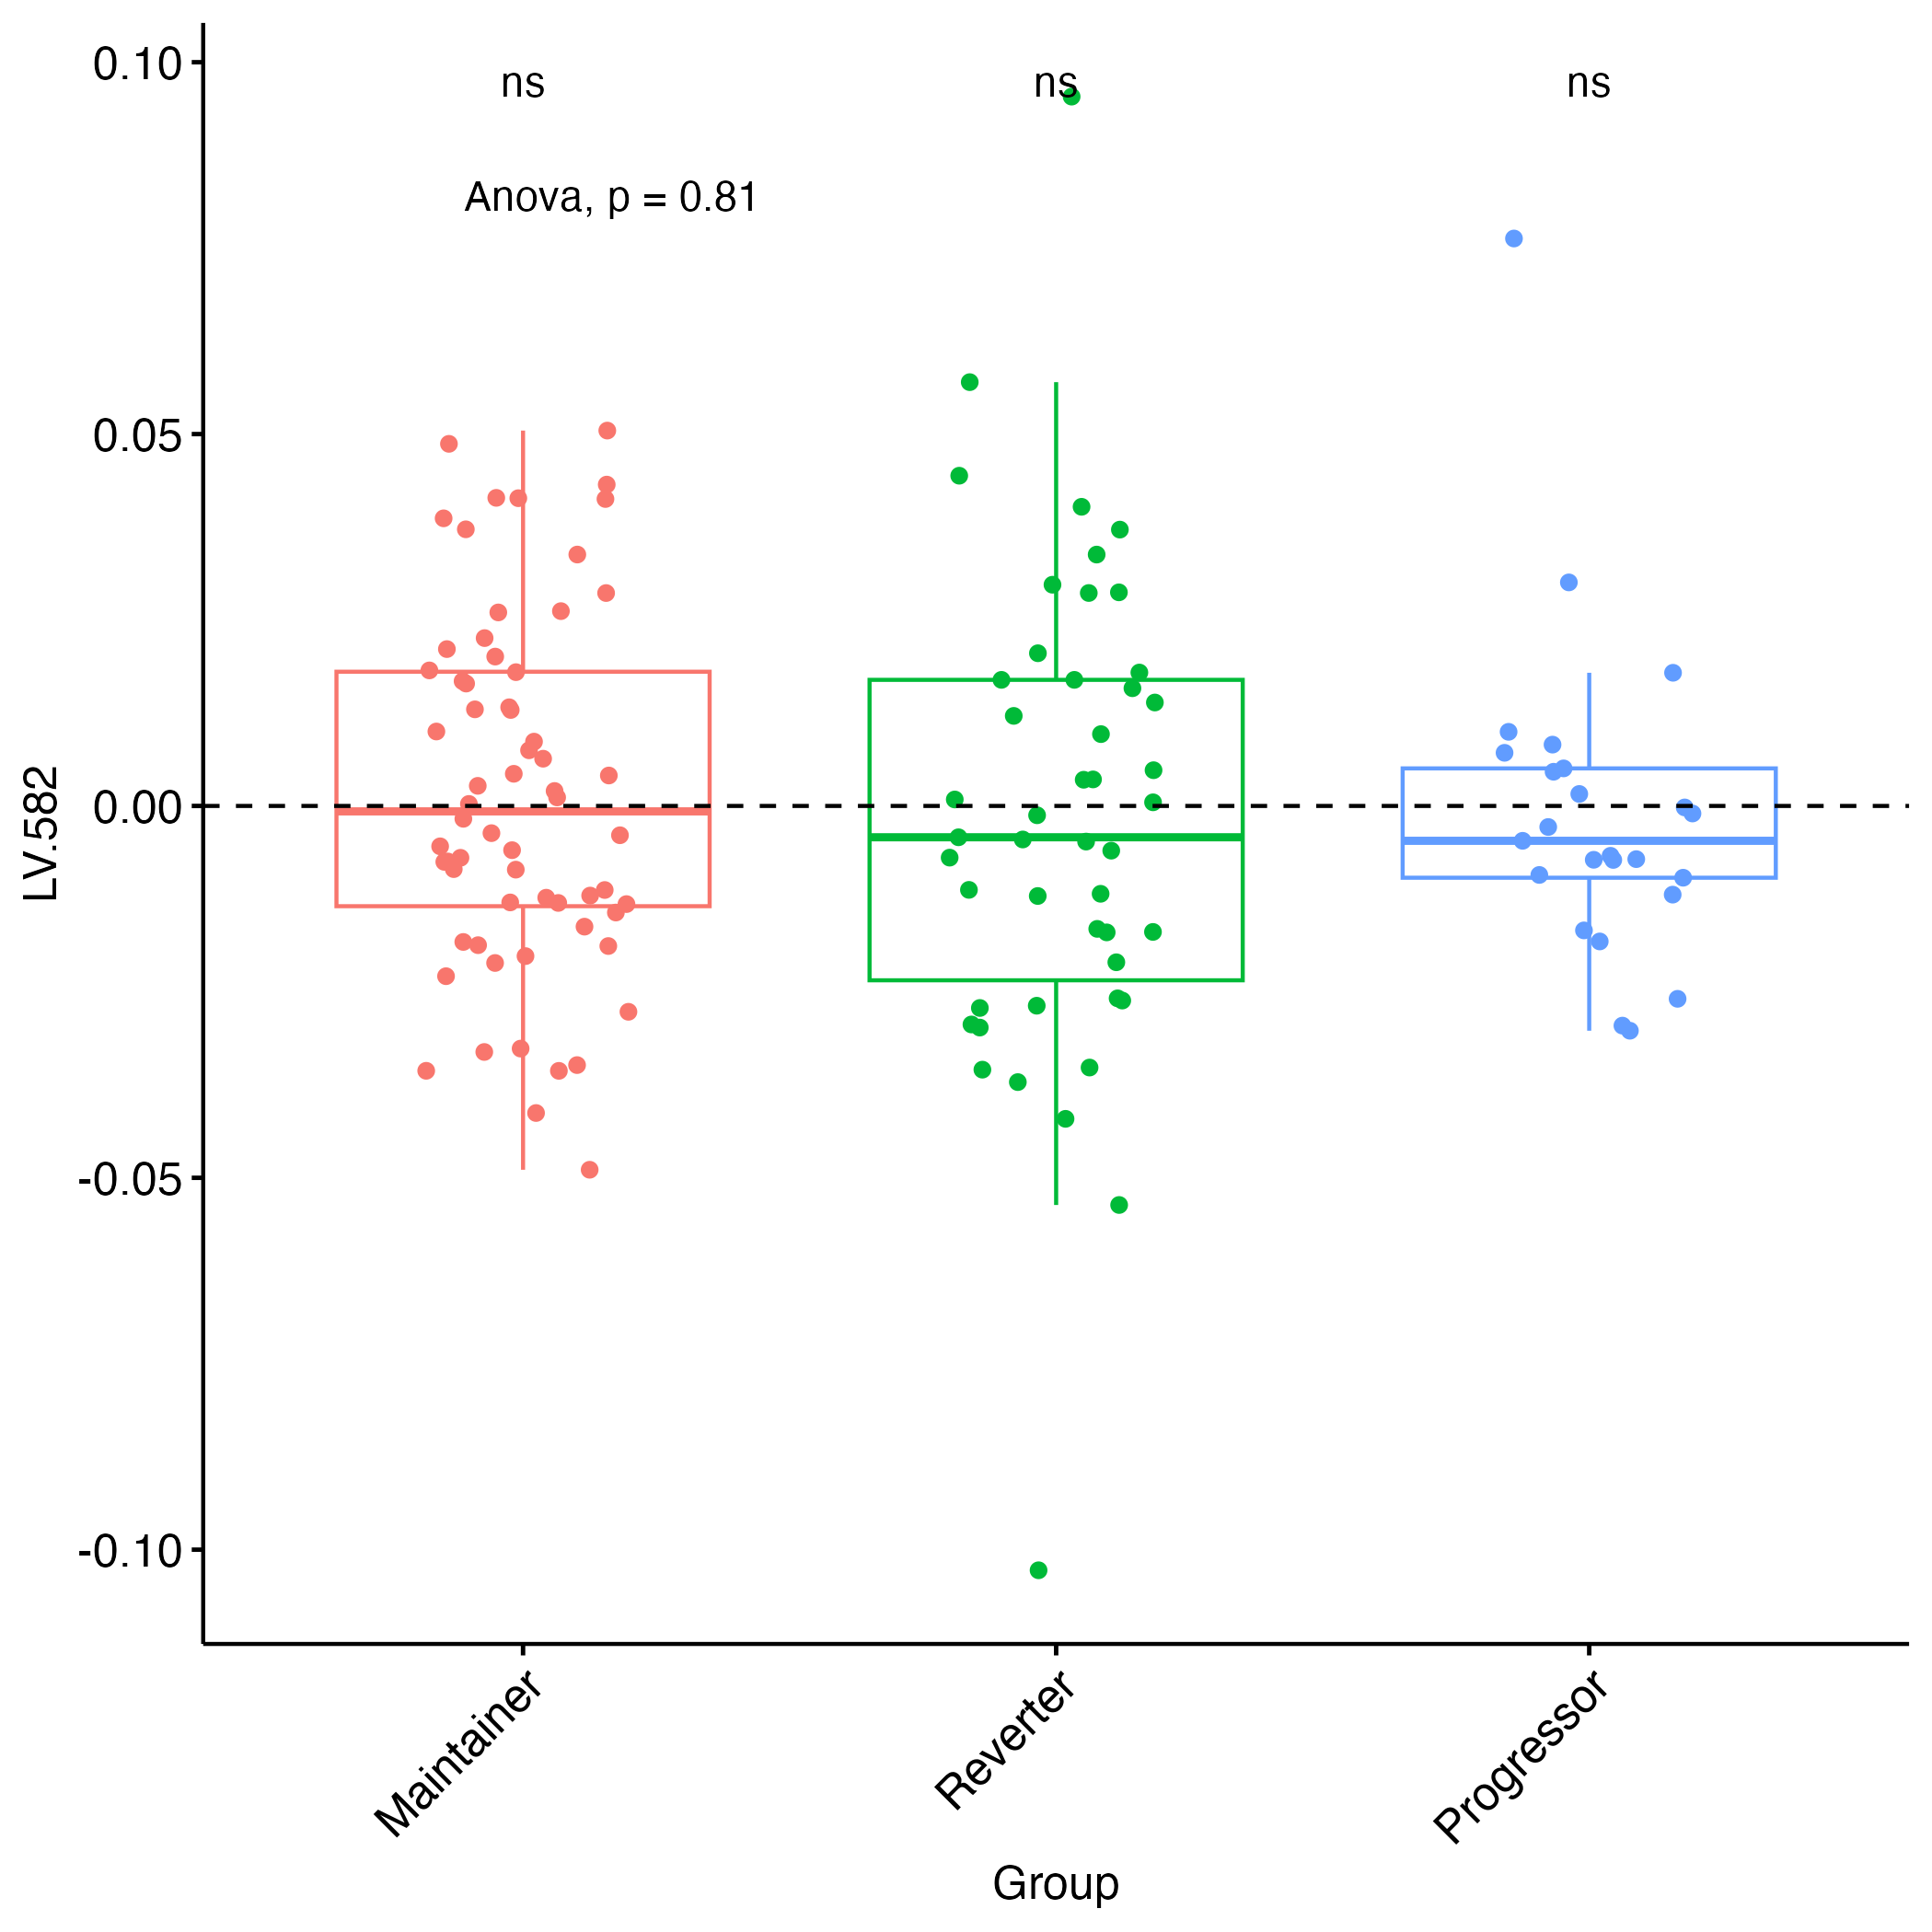 ns ns ns
Anova, p = 0.81
0.10
0.05
0.00
-0.05
-0.10
LV.582
Maintainer
Reverter
Progressor
Group